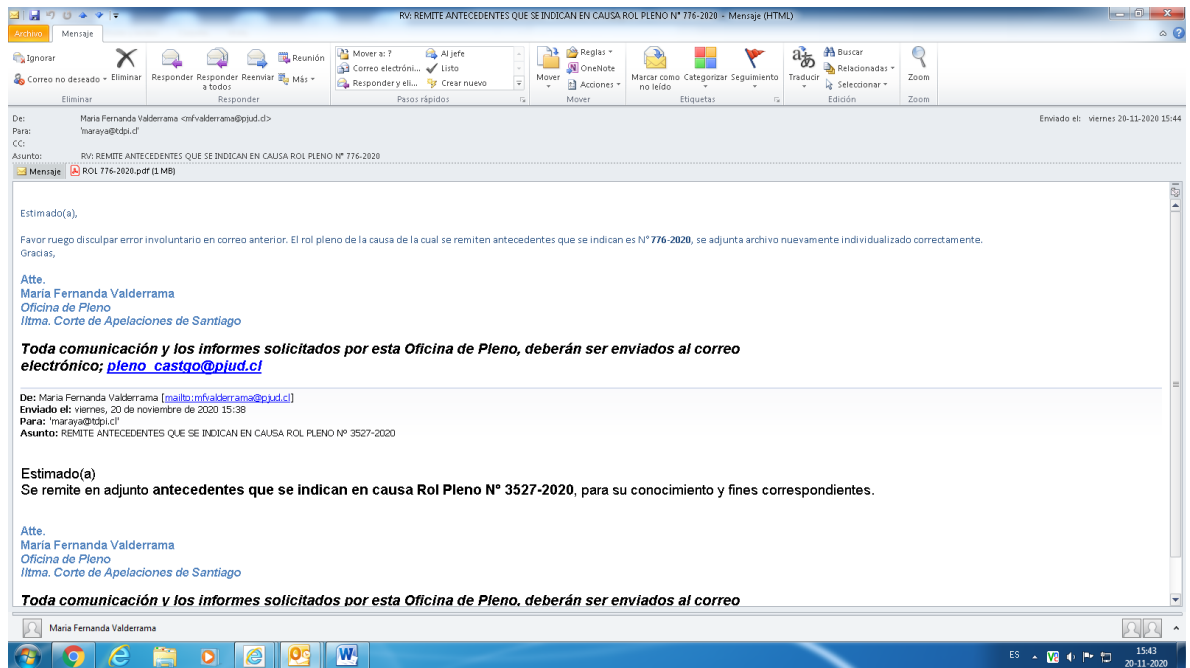 RV: REMITE ANTECEDENTES QUE SE INDICAN EN CAUSA ROL PLENO N° 776-2020 - Mensaje (HTML)
Archivo Mensaje
Ignorar
Correo no deseado
Eliminar
Eliminar
Responder
Responder a todos
Reenviar
Reunión
Más
Responder
Mover a: ?
Correo electróni...
Responder y eli...
Al jefe
Listo
Crear nuevo
Pasos rápidos
Mover
Reglas
OneNote
Acciones
Mover
Marcar como no leído
Categorizar
Seguimiento
Etiquetas
Traducir
Buscar
Relacionadas
Seleccionar
Edición
Zoom
Zoom
De: Maria Fernanda Valderrama <mfvalderrama@pjud.cl>
Enviado el: viernes 20-11-2020 15:44
Para: 'maraya@tdpi.cl'
CC:
Asunto: RV: REMITE ANTECEDENTES QUE SE INDICAN EN CAUSA ROL PLENO N° 776-2020
Mensaje ROL 776-2020.pdf (1 MB)
Estimado(a),
Favor ruego disculpar error involuntario en correo anterior. El rol pleno de la causa de la cual se remiten antecedentes que se indican es N° 776-2020, se adjunta archivo nuevamente individualizado correctamente.
Gracias,
Atte.
María Fernanda Valderrama
Oficina de Pleno
Iltma. Corte de Apelaciones de Santiago
Toda comunicación y los informes solicitados por esta Oficina de Pleno, deberán ser enviados al correo
electrónico; pleno_castgo@pjud.cl
De: Maria Fernanda Valderrama [mailto:mfvalderrama@pjud.cl]
Enviado el: viernes, 20 de noviembre de 2020 15:38
Para: 'maraya@tdpi.cl'
Asunto: REMITE ANTECEDENTES QUE SE INDICAN EN CAUSA ROL PLENO Nº 3527-2020
Estimado(a)
Se remite en adjunto antecedentes que se indican en causa Rol Pleno N° 3527-2020, para su conocimiento y fines correspondientes.
Atte.
María Fernanda Valderrama
Oficina de Pleno
Iltma. Corte de Apelaciones de Santiago
Toda comunicación y los informes solicitados por esta Oficina de Pleno, deberán ser enviados al correo
Maria Fernanda Valderrama
ES
15:43
20-11-2020